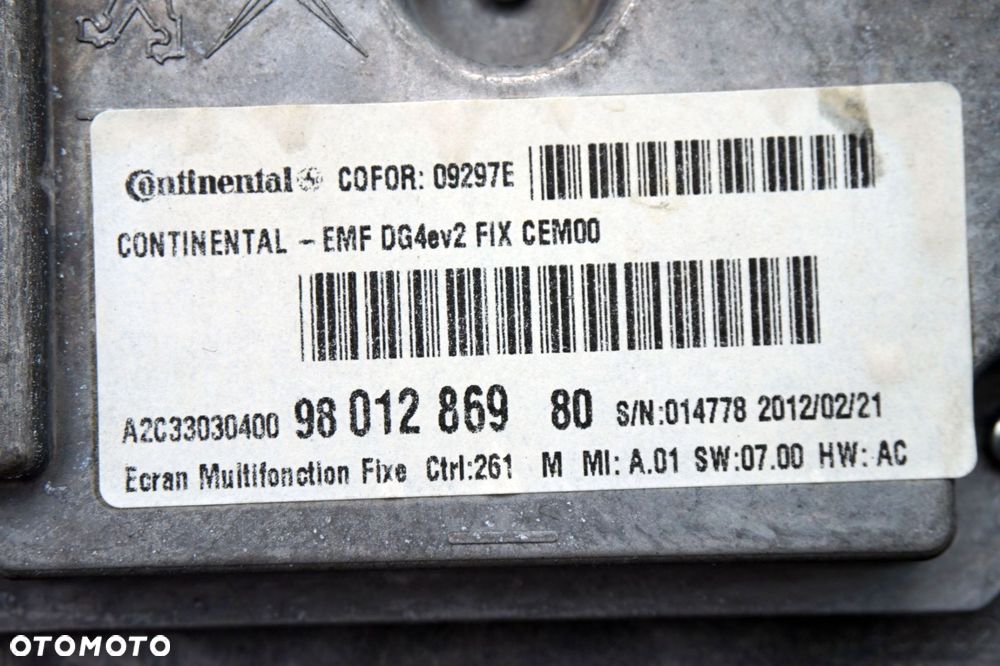 Continental COFOR: 09297E
CONTINENTAL - EMF DG4ev2 FIX CEM00
A2C33030400 98 012 869 80 S/N:014778 2012/02/21
Ecran Multifonction Fixe Ctrl:261 M MI: A.01 SW:07.00 HW: AC
OTOMOTO